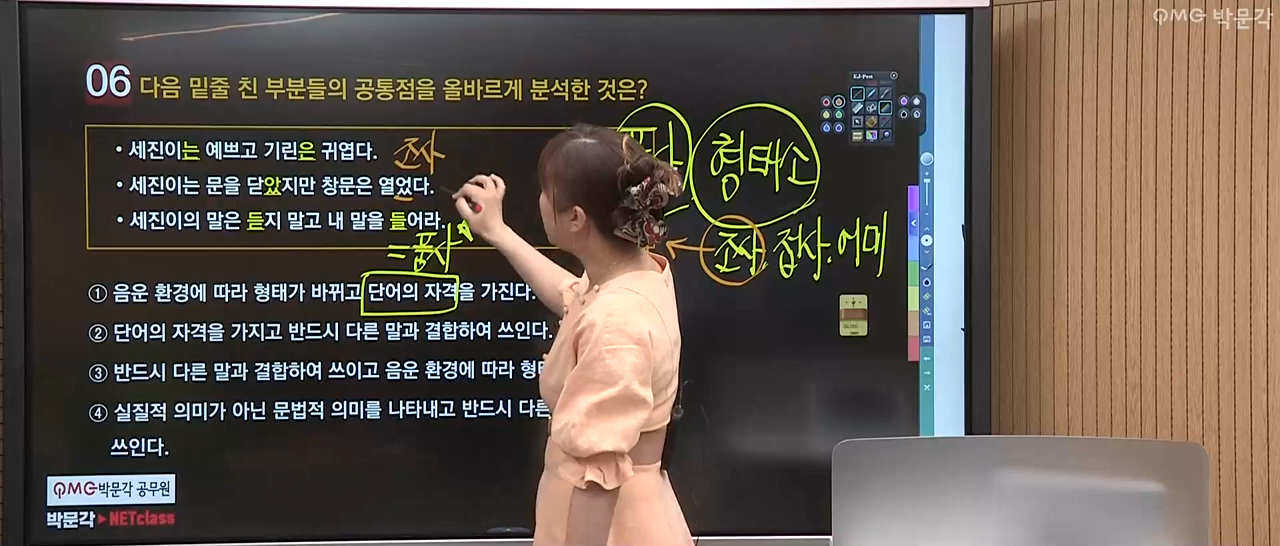 QMG 박문각
06 다음 밑줄 친 부분들의 공통점을 올바르게 분석한 것은?
• 세진이는 예쁘고 기린은 귀엽다. 조사
• 세진이는 문을 닫았지만 창문은 열었다.
• 세진이의 말은 듣지 말고 내 말을 들어라.
= 품사
형태소
조사, 접사, 어미
① 음운 환경에 따라 형태가 바뀌고 단어의 자격을 가진다.
② 단어의 자격을 가지고 반드시 다른 말과 결합하여 쓰인다.
③ 반드시 다른 말과 결합하여 쓰이고 음운 환경에 따라
④ 실질적 의미가 아닌 문법적 의미를 나타내고 반드시
쓰인다.
QMG박문각 공무원
박문각▶NETclass
EJ-Pen